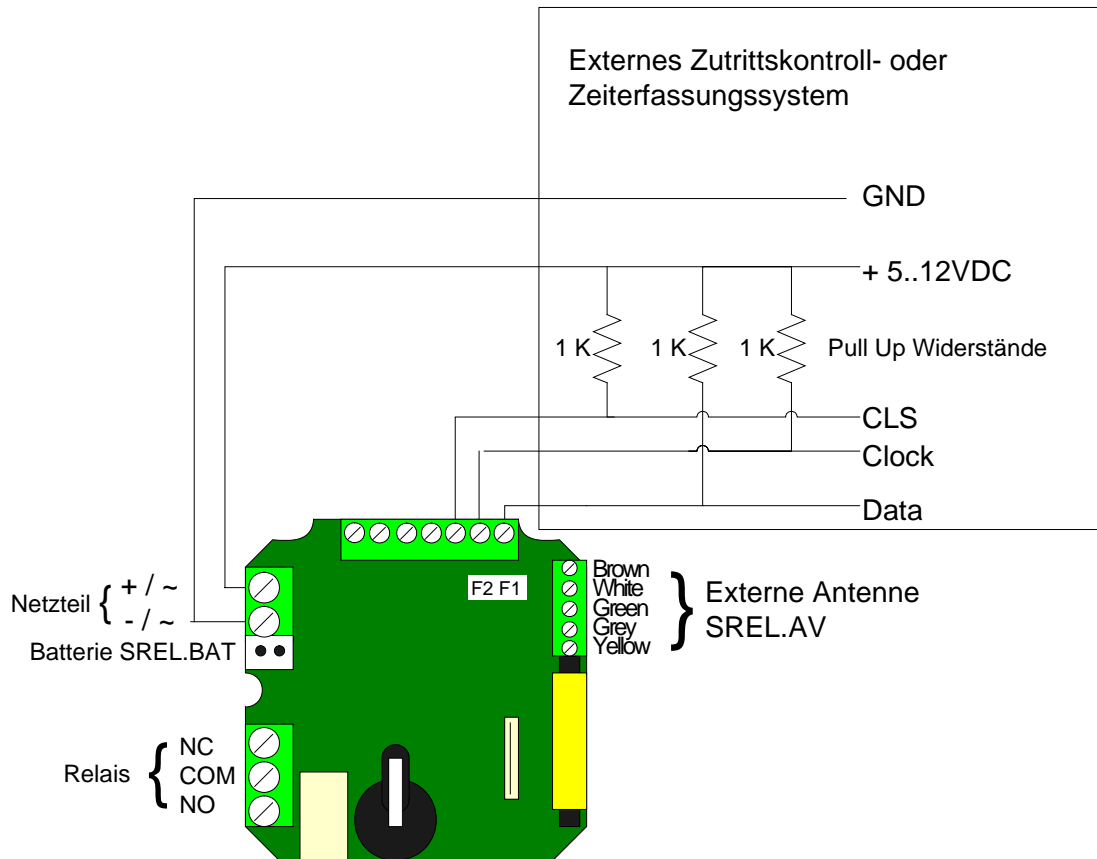 Externes Zutrittskontroll- oder
Zeiterfassungssystem
GND
+ 5..12VDC
1 K
1 K
1 K
Pull Up Widerstände
CLS
Clock
Data
F2 F1
Brown
White
Green
Grey
Yellow
Externe Antenne
SREL.AV
Netzteil
+ / ~
- / ~
Batterie SREL.BAT
Relais
NC
COM
NO